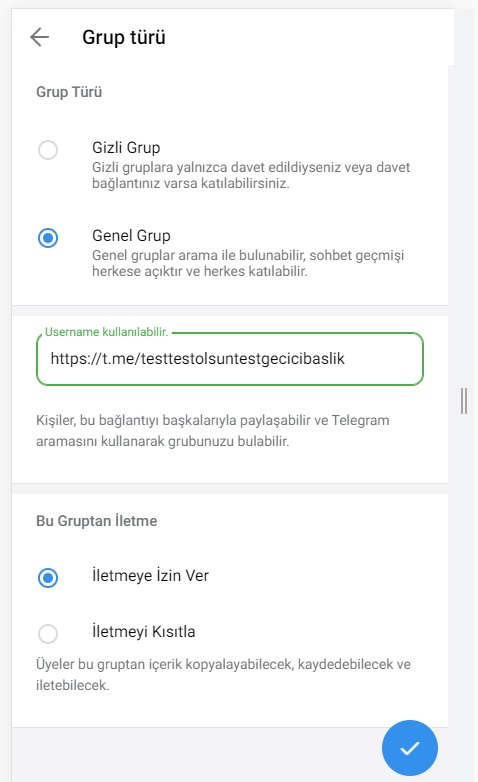 Grup türü
Grup Türü
Gizli Grup
Gizli gruplara yalnızca davet edildiyseniz veya davet
bağlantınız varsa katılabilirsiniz.
Genel Grup
Genel gruplar arama ile bulunabilir, sohbet geçmişi
herkese açıktır ve herkes katılabilir.
Username kullanılabilir.
https://t.me/testtestolsuntestgecicibaslik
Kişiler, bu bağlantıyı başkalarıyla paylaşabilir ve Telegram
aramasını kullanarak grubunuzu bulabilir.
Bu Gruptan İletme
İletmeye İzin Ver
İletmeyi Kısıtla
Üyeler bu gruptan içerik kopyalayabilecek, kaydedebilecek ve
iletebilecek.